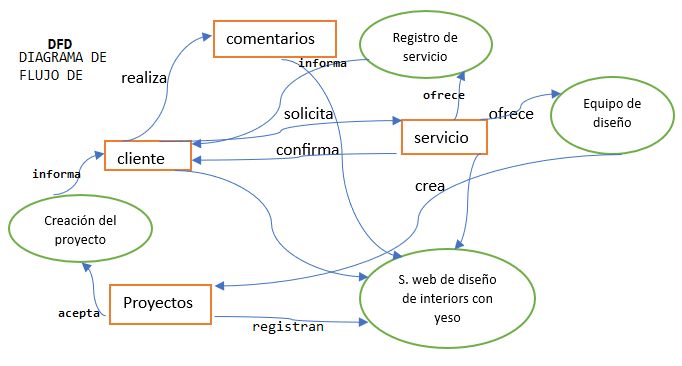 DFD
DIAGRAMA DE
FLUJO DE
comentarios
Registro de
servicio
informa
realiza
ofrece
solicita
servicio
ofrece
Equipo de
diseño
cliente
confirma
informa
crea
Creación del
proyecto
S. web de diseño
de interiors con
yeso
Proyectos
acepta
registran